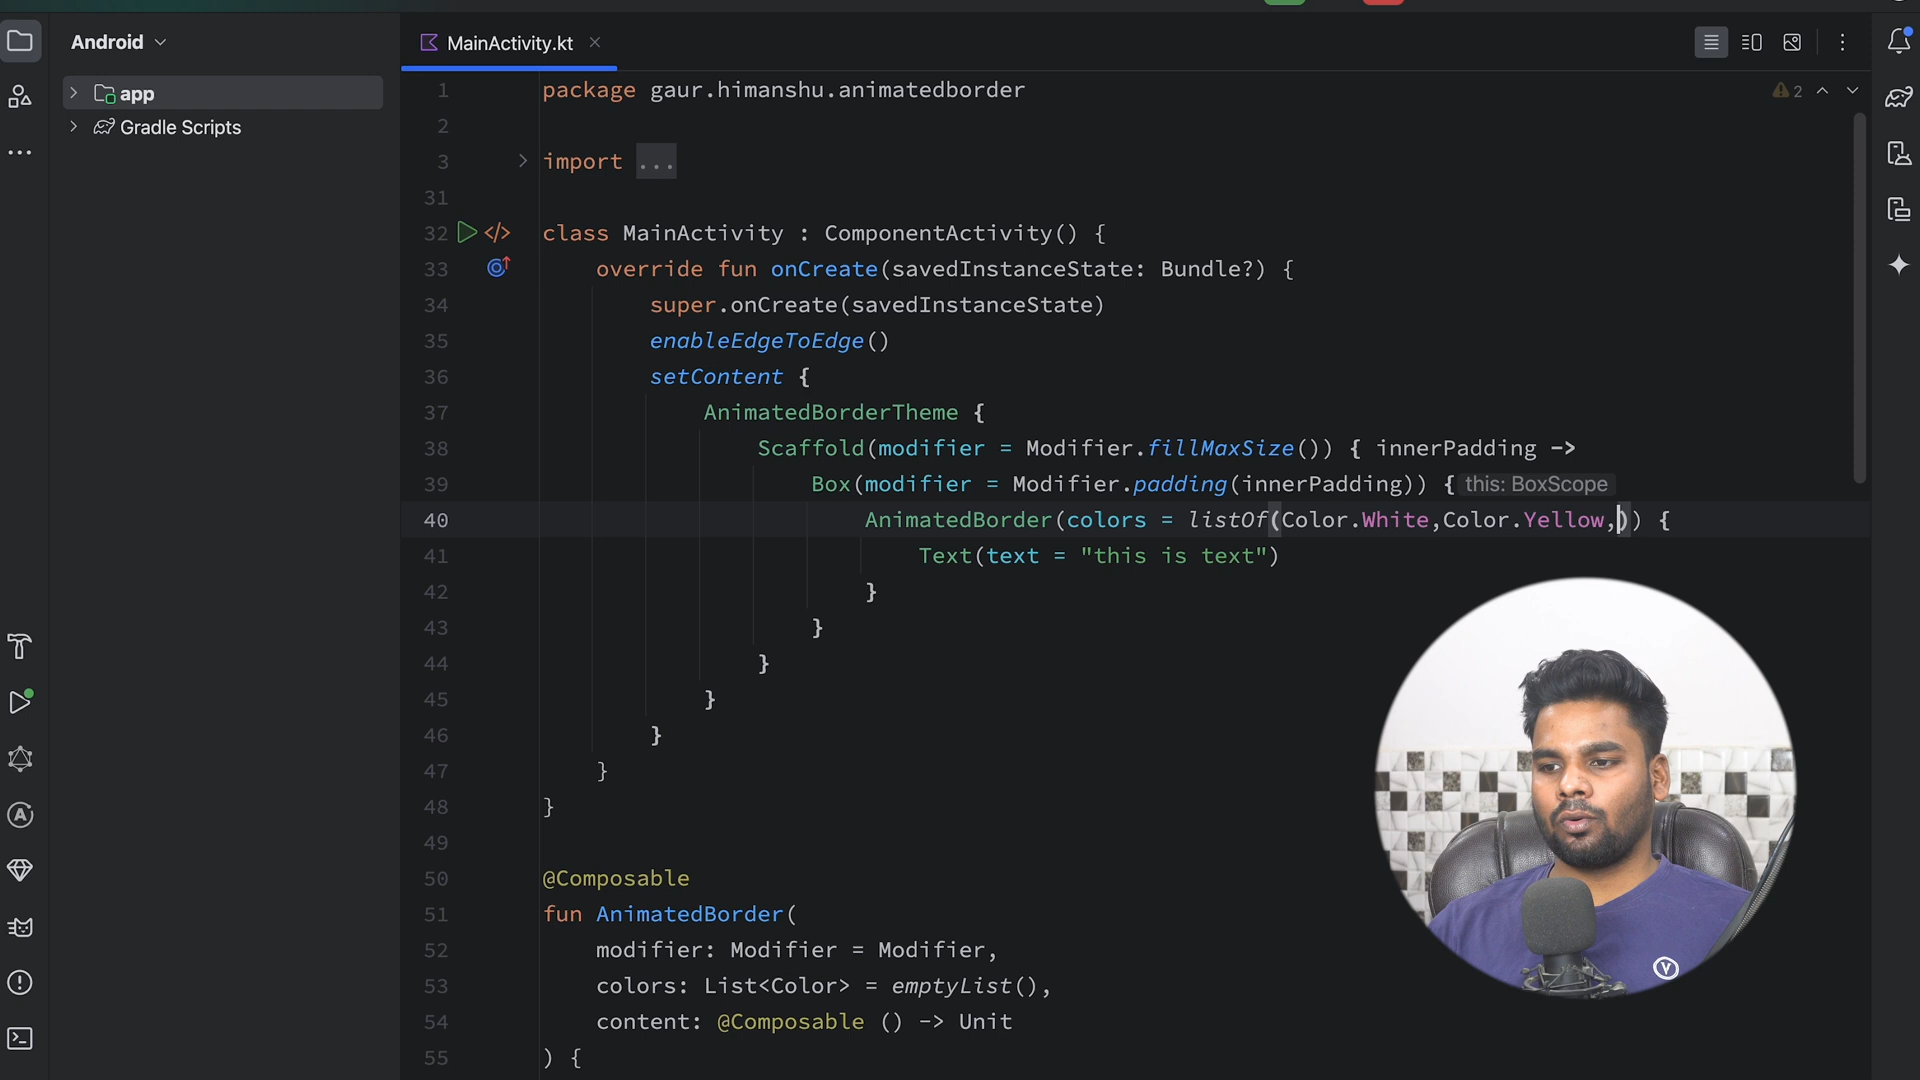 Android
MainActivity.kt
app
Gradle Scripts
2
1 package gaur.himanshu.animatedborder
2
3 import ...
31
32 class MainActivity : ComponentActivity() {
33 override fun onCreate(savedInstanceState: Bundle?) {
34 super.onCreate(savedInstanceState)
35 enableEdgeToEdge()
36 setContent {
37 AnimatedBorderTheme {
38 Scaffold(modifier = Modifier.fillMaxSize()) { innerPadding ->
39 Box(modifier = Modifier.padding(innerPadding)) { this: BoxScope
40 AnimatedBorder(colors = listOf(Color.White,Color.Yellow,)) {
41 Text(text = "this is text")
42 }
43 }
44 }
45 }
46 }
47 }
48 }
49
50 @Composable
51 fun AnimatedBorder(
52 modifier: Modifier = Modifier,
53 colors: List<Color> = emptyList(),
54 content: @Composable () -> Unit
55 ) {